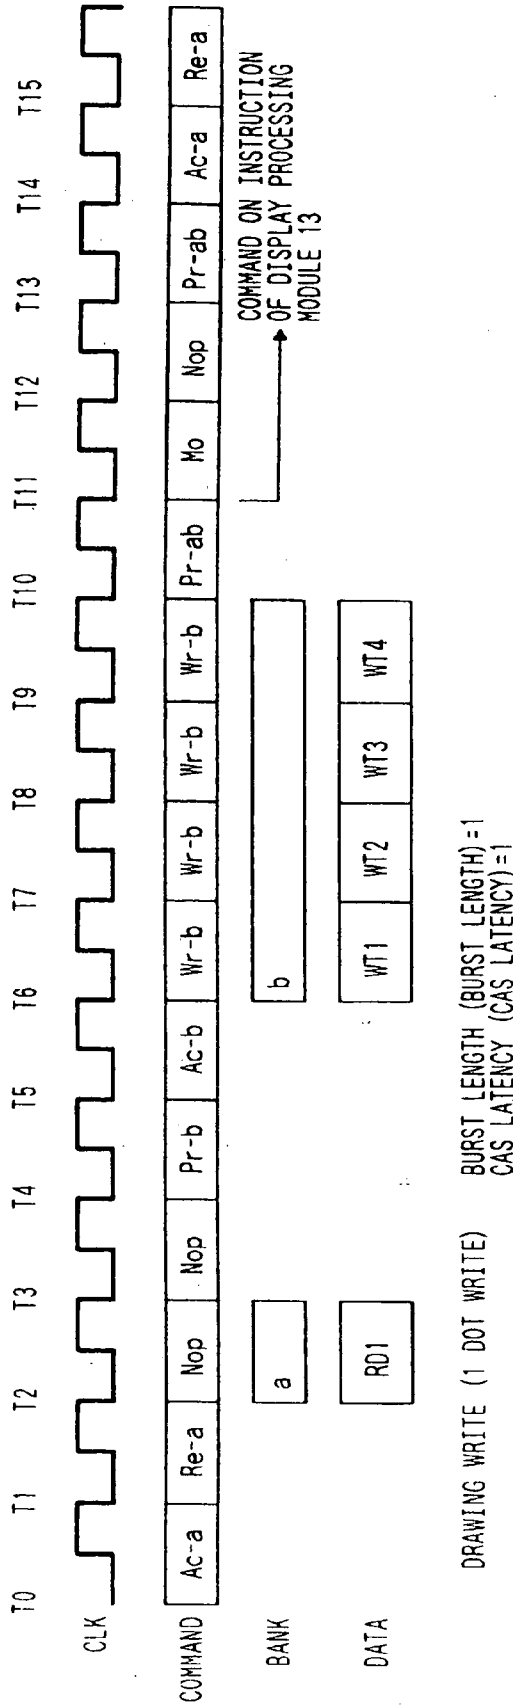 T0 T1 T2 T3 T4 T5 T6 T7 T8 T9 T10 T11 T12 T13 T14 T15
CLK
COMMAND Ac-a Re-a Nop Nop Pr-b Ac-b Wr-b Wr-b Wr-b Wr-b Pr-ab Mo Nop Pr-ab Ac-a Re-a
BANK a b
COMMAND ON INSTRUCTION
OF DISPLAY PROCESSING
MODULE 13
DATA RD1 WT1 WT2 WT3 WT4
DRAWING WRITE (1 DOT WRITE)
BURST LENGTH (BURST LENGTH)=1
CAS LATENCY (CAS LATENCY)=1